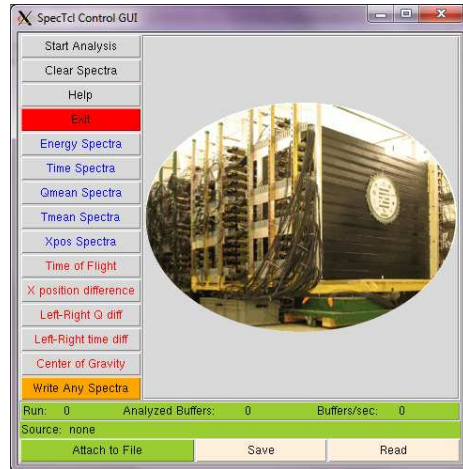 SpecTcl Control GUI
Start Analysis
Clear Spectra
Help
Exit
Energy Spectra
Time Spectra
Qmean Spectra
Tmean Spectra
Xpos Spectra
Time of Flight
X position difference
Left-Right Q diff
Left-Right time diff
Center of Gravity
Write Any Spectra
Run: 0 Analyzed Buffers: 0 Buffers/sec: 0
Source: none
Attach to File Save Read